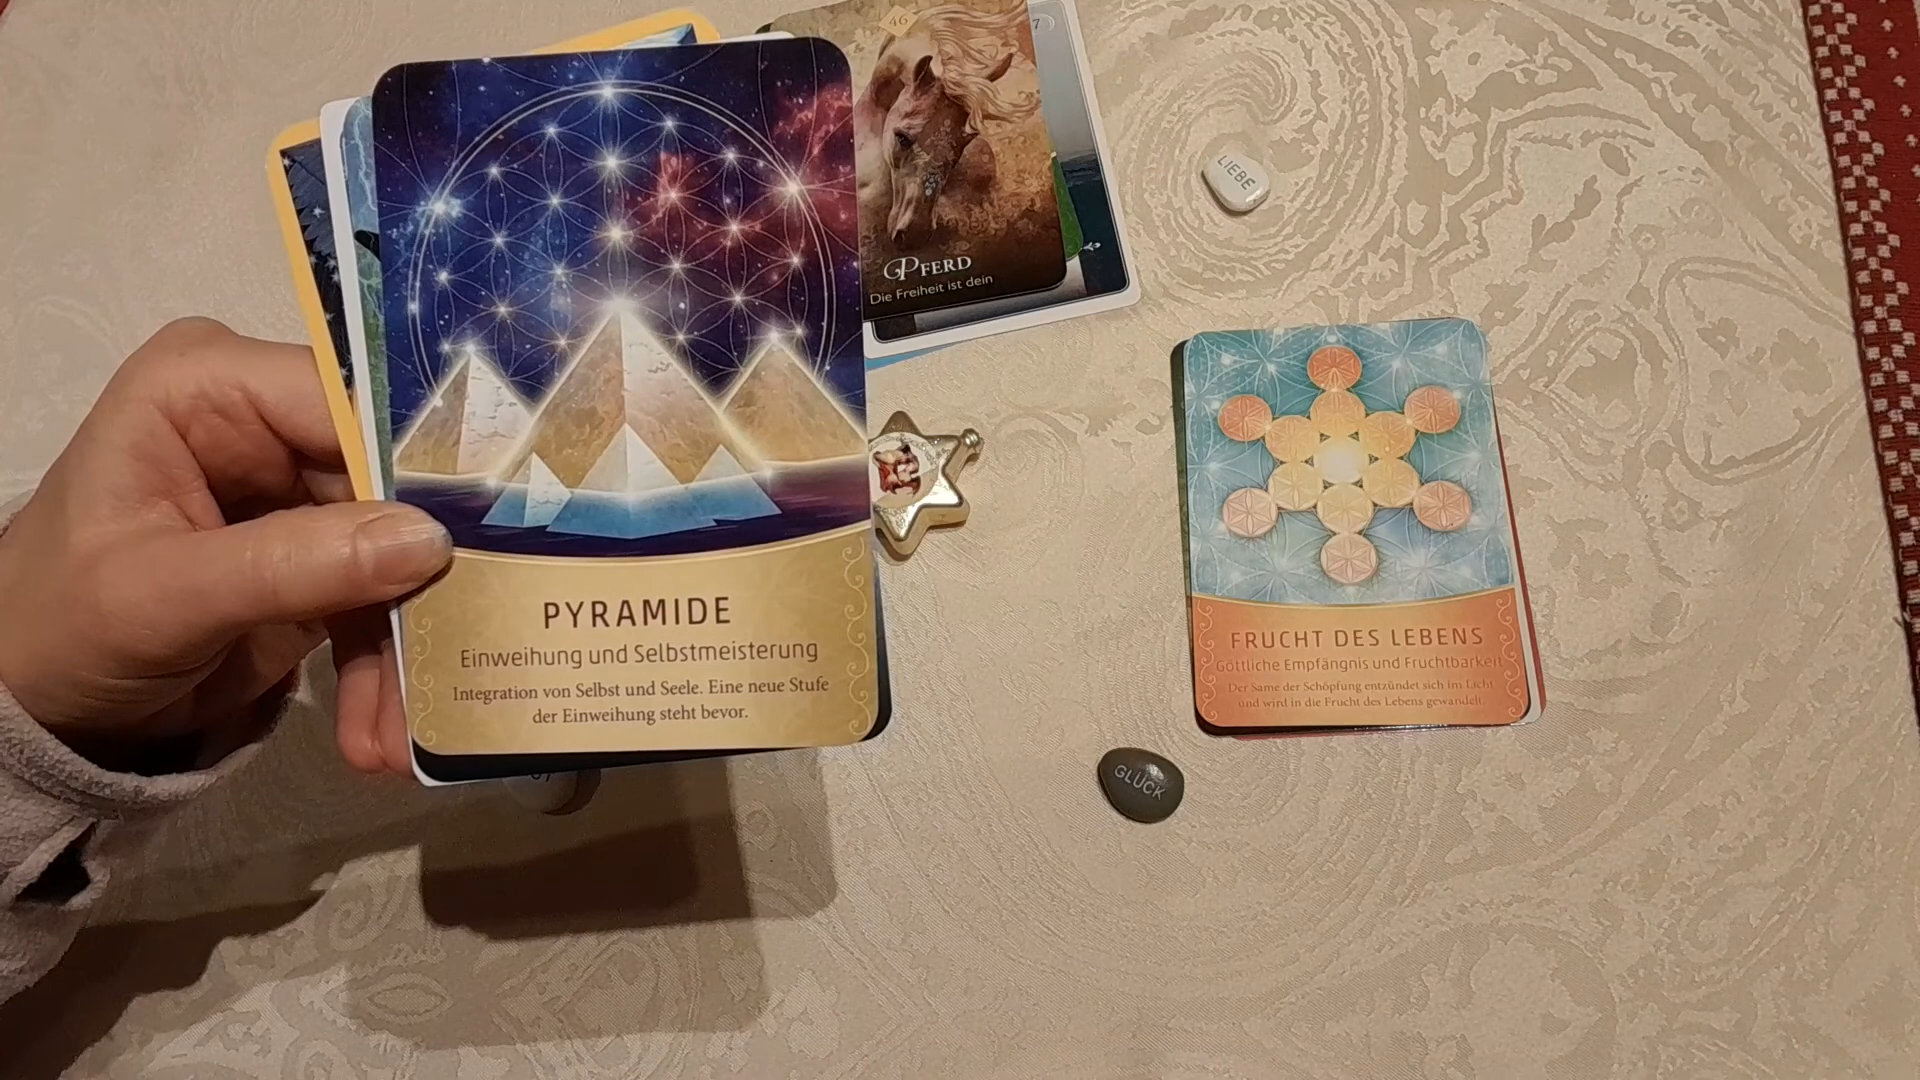 PYRAMIDE
Einweihung und Selbstmeisterung
Integration von Selbst und Seele. Eine neue Stufe
der Einweihung steht bevor.
46
PFERD
Die Freiheit ist dein
7
LIEBE
FRUCHT DES LEBENS
Göttliche Empfängnis und Fruchtbarkeit
Der Same der Schöpfung entzündet sich im Licht
und wird in die Frucht des Lebens gewandelt.
GLÜCK